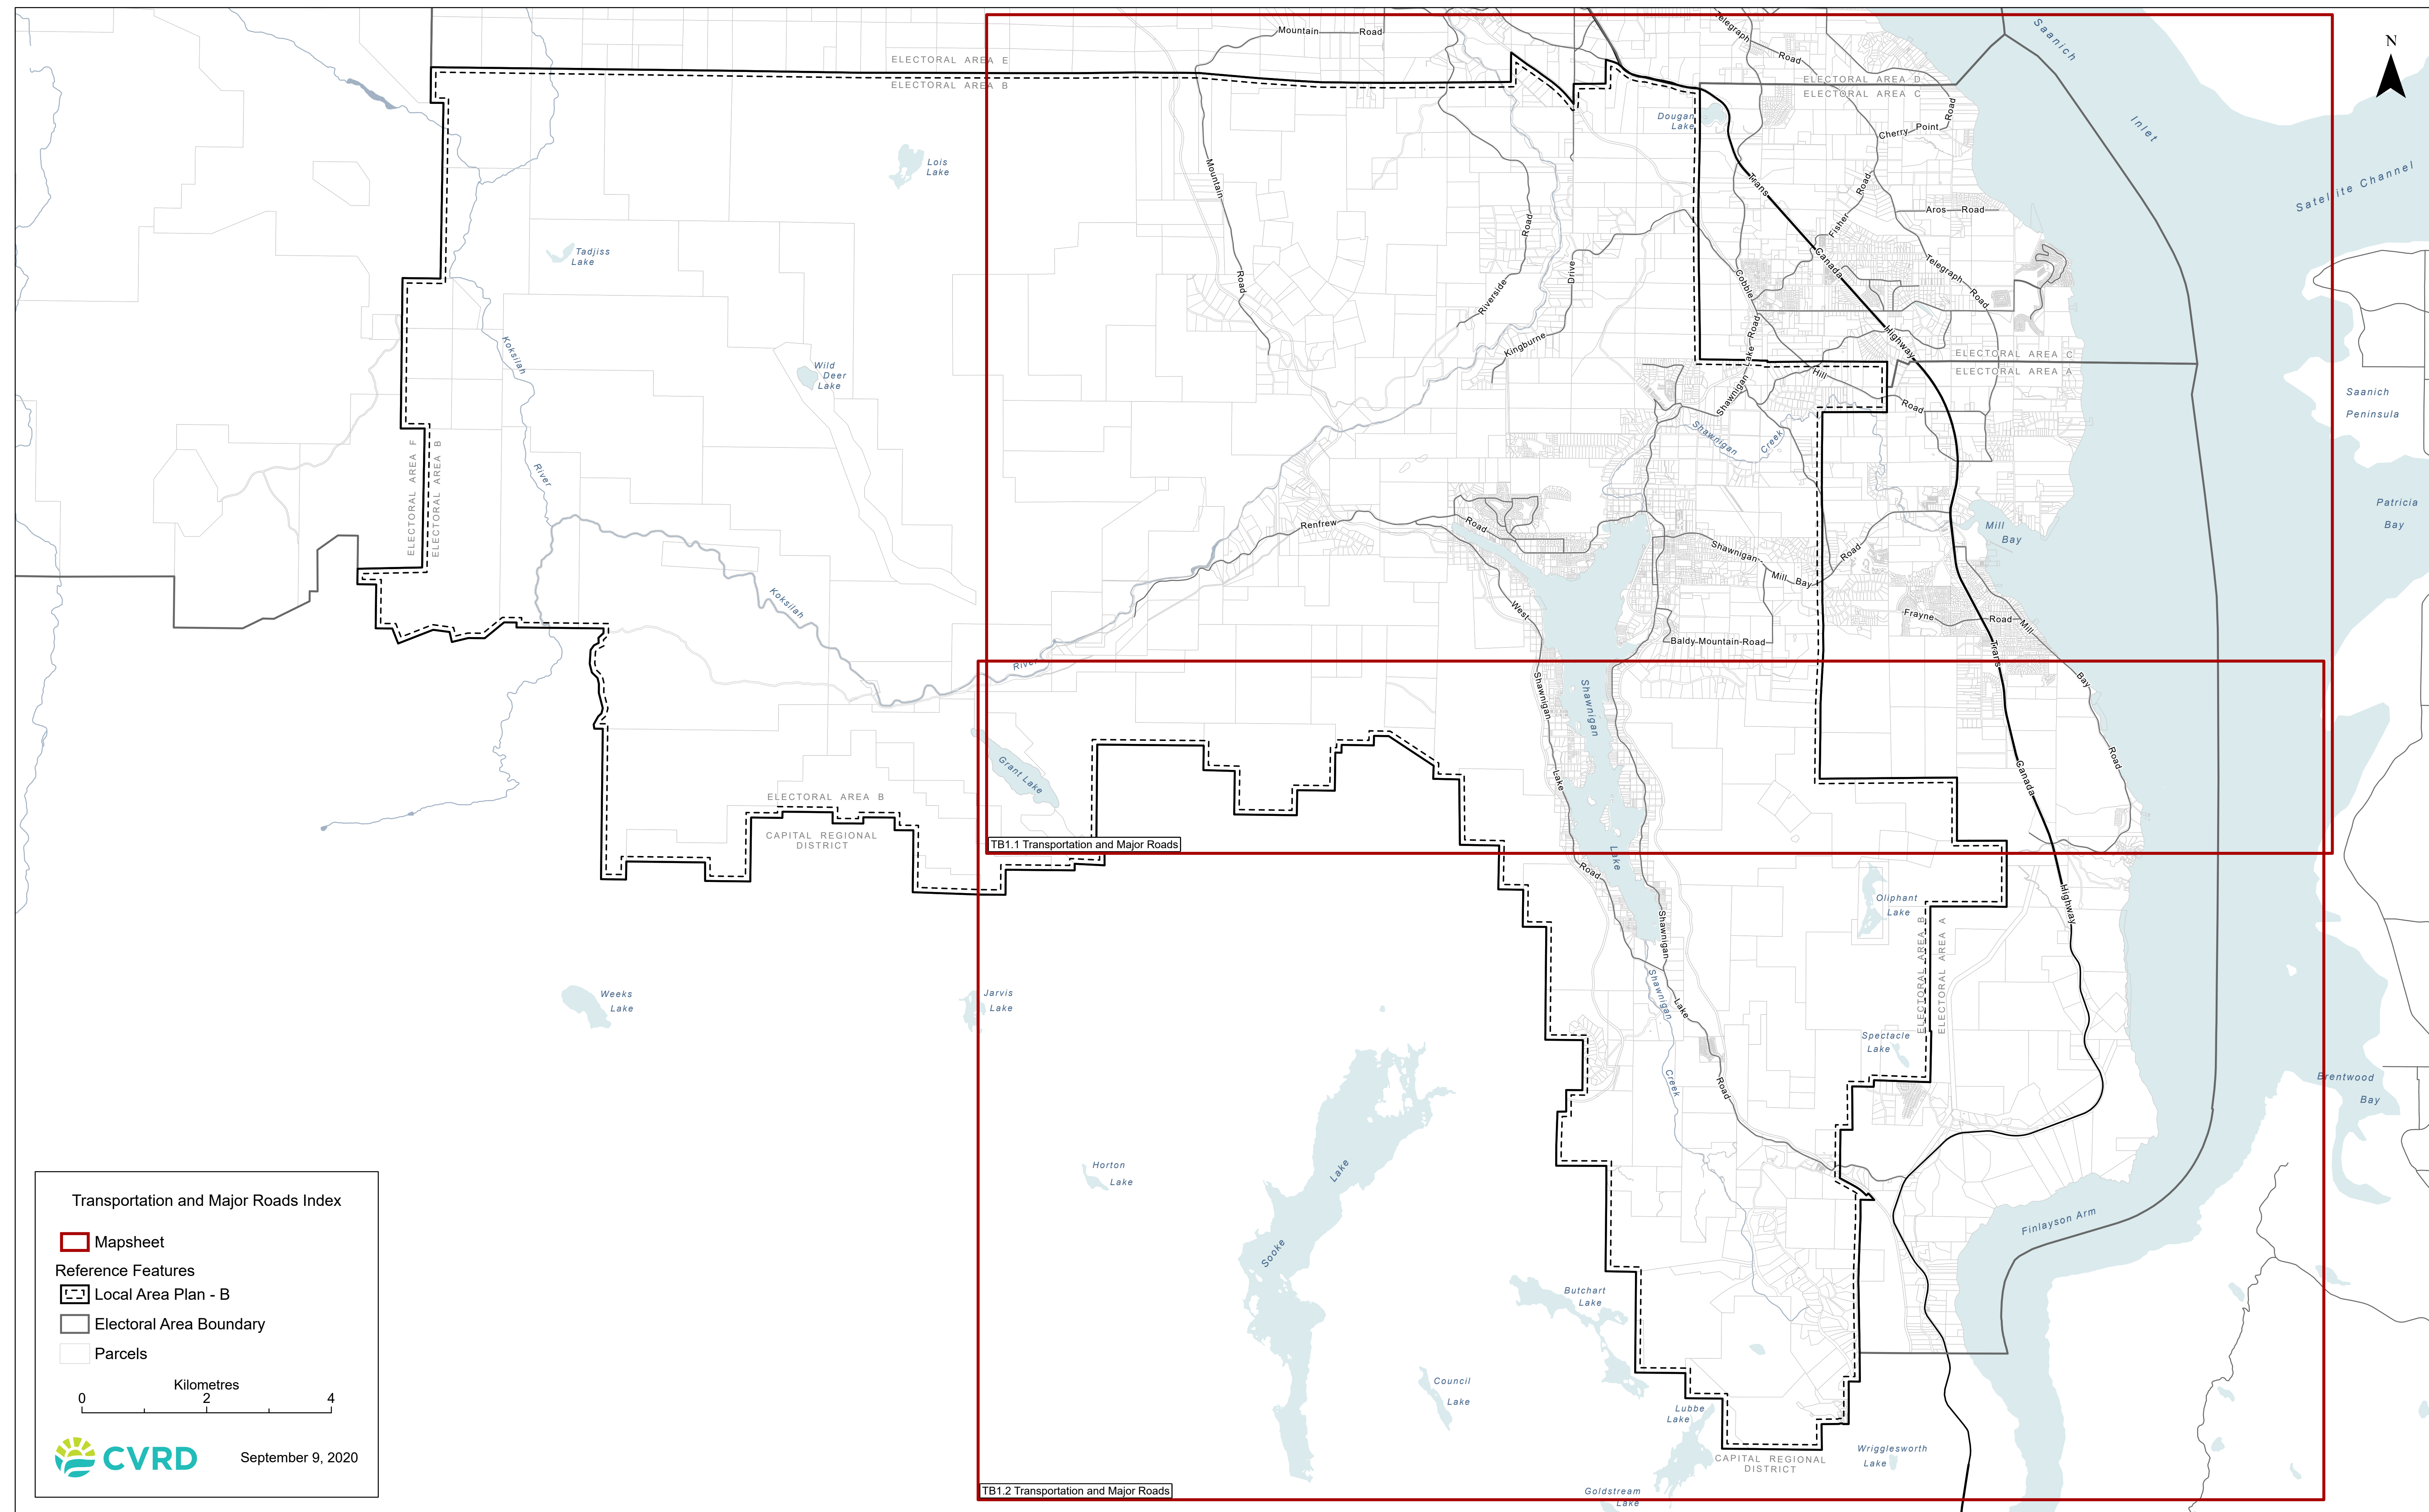 Mountain Road
Telegraph
Road
Saanich
Inlet
N
ELECTORAL AREA E
ELECTORAL AREA B
ELECTORAL AREA D
ELECTORAL AREA C
Dougan
Lake
Cherry Point Road
Satellite Channel
Lois
Lake
Mountain
Road
Trans
Canada
Highway
Fisher Road
Aros Road
Telegraph
Road
Tadjiss
Lake
Riverside
Road
Kingburne
Drive
Cobble
Hill
Road
Shawnigan Lake Road
Koksilah
River
Wild
Deer
Lake
ELECTORAL AREA C
ELECTORAL AREA A
Saanich
Peninsula
Shawnigan
Creek
ELECTORAL AREA F
ELECTORAL AREA B
Renfrew
Road
Patricia
Bay
Mill
Bay
Shawnigan
Mill Bay
Road
Koksilah
River
West
Shawnigan
Lake
Road
Frayne
Road
Mill
Bay
Road
Baldy Mountain Road
Trans
Canada
Highway
Shawnigan
Lake
Grant Lake
ELECTORAL AREA B
CAPITAL REGIONAL
DISTRICT
TB1.1 Transportation and Major Roads
Oliphant
Lake
ELECTORAL AREA B
ELECTORAL AREA A
Shawnigan
Lake
Road
Shawnigan
Creek
Weeks
Lake
Jarvis
Lake
Spectacle
Lake
Brentwood
Bay
Horton
Lake
Sooke
Lake
Finlayson Arm
Butchart
Lake
Council
Lake
Lubbe
Lake
Wrigglesworth
Lake
CAPITAL REGIONAL
DISTRICT
Goldstream
Lake
TB1.2 Transportation and Major Roads
Transportation and Major Roads Index
Mapsheet
Reference Features
Local Area Plan - B
Electoral Area Boundary
Parcels
Kilometres
0 2 4
CVRD
September 9, 2020